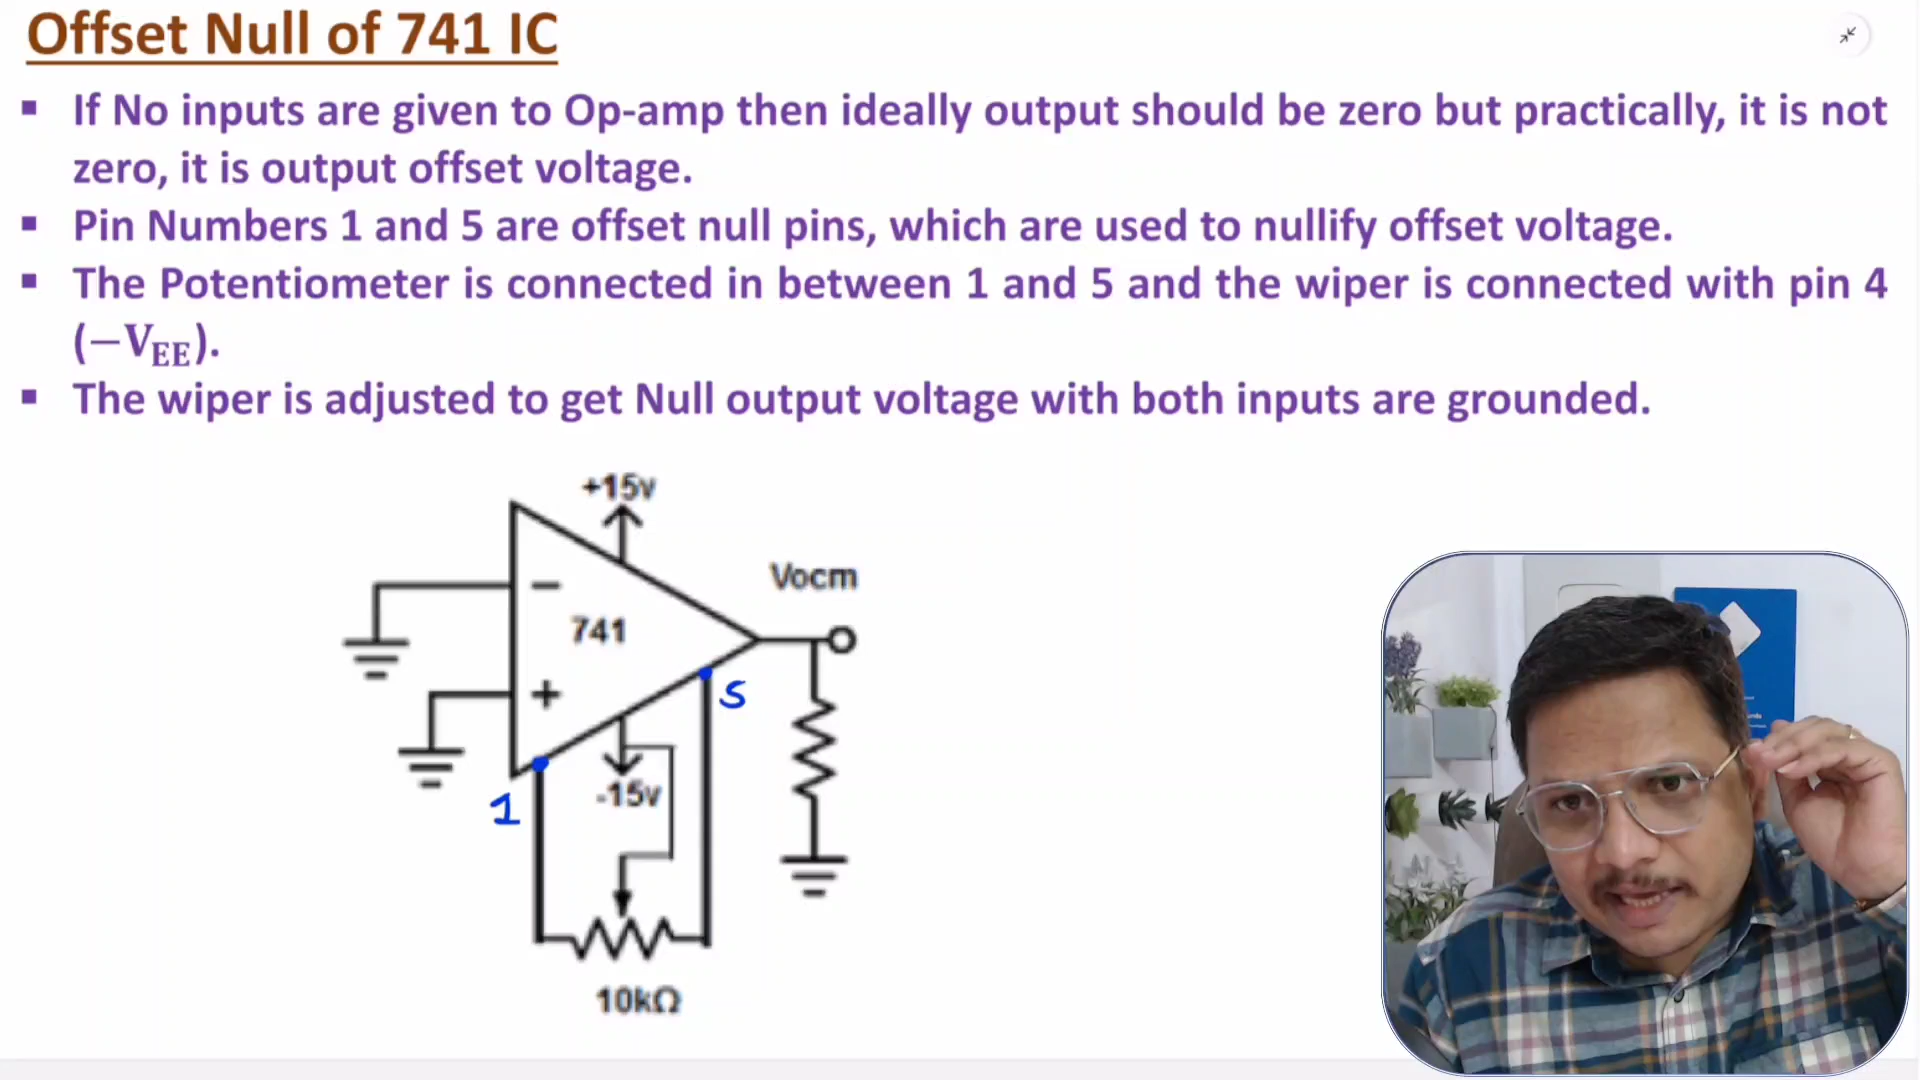 Offset Null of 741 IC
▪ If No inputs are given to Op-amp then ideally output should be zero but practically, it is not
zero, it is output offset voltage.
▪ Pin Numbers 1 and 5 are offset null pins, which are used to nullify offset voltage.
▪ The Potentiometer is connected in between 1 and 5 and the wiper is connected with pin 4
(−VEE).
▪ The wiper is adjusted to get Null output voltage with both inputs are grounded.
+15v
Vocm
−
741
+
5
-15v
1
10kΩ